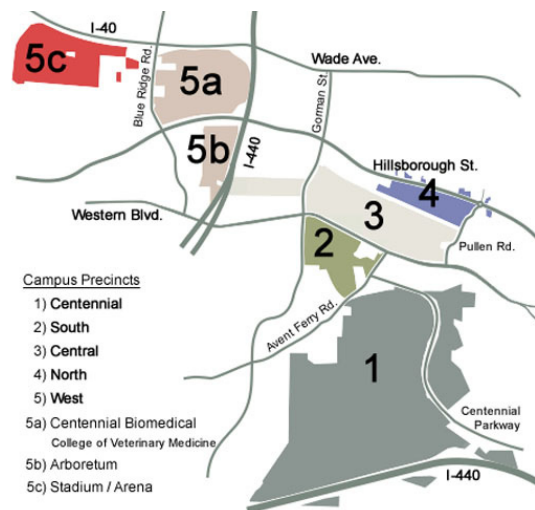 I-40
5c
Blue Ridge Rd.
5a
Wade Ave.
Gorman St.
5b
I-440
Hillsborough St.
4
Western Blvd.
3
2
Pullen Rd.
Campus Precincts
1) Centennial
2) South
3) Central
4) North
5) West
5a) Centennial Biomedical
College of Veterinary Medicine
5b) Arboretum
5c) Stadium / Arena
Avent Ferry Rd.
1
Centennial
Parkway
I-440